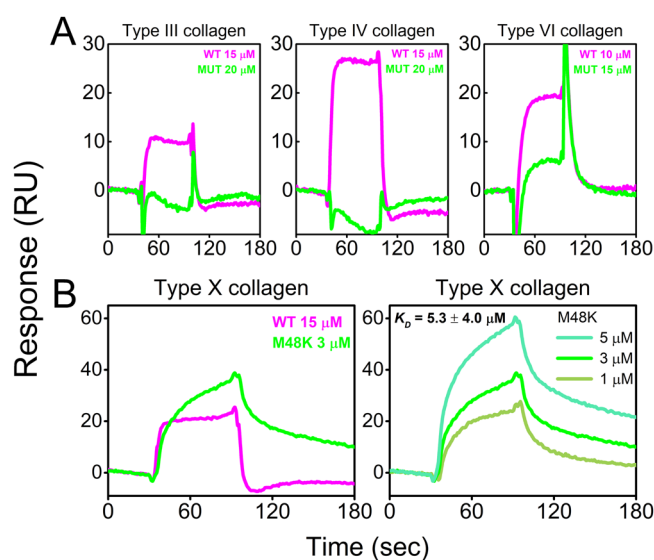 A
Type III collagen
Type IV collagen
Type VI collagen
WT 15 μM
MUT 20 μM
WT 15 μM
MUT 20 μM
WT 10 μM
MUT 15 μM
30
20
10
0
0 60 120 180
30
20
10
0
0 60 120 180
30
20
10
0
0 60 120 180
Response (RU)
B
Type X collagen
Type X collagen
WT 15 μM
M48K 3 μM
K_D = 5.3 ± 4.0 μM
M48K
5 μM
3 μM
1 μM
60
40
20
0
0 60 120 180
60
40
20
0
0 60 120 180
Time (sec)